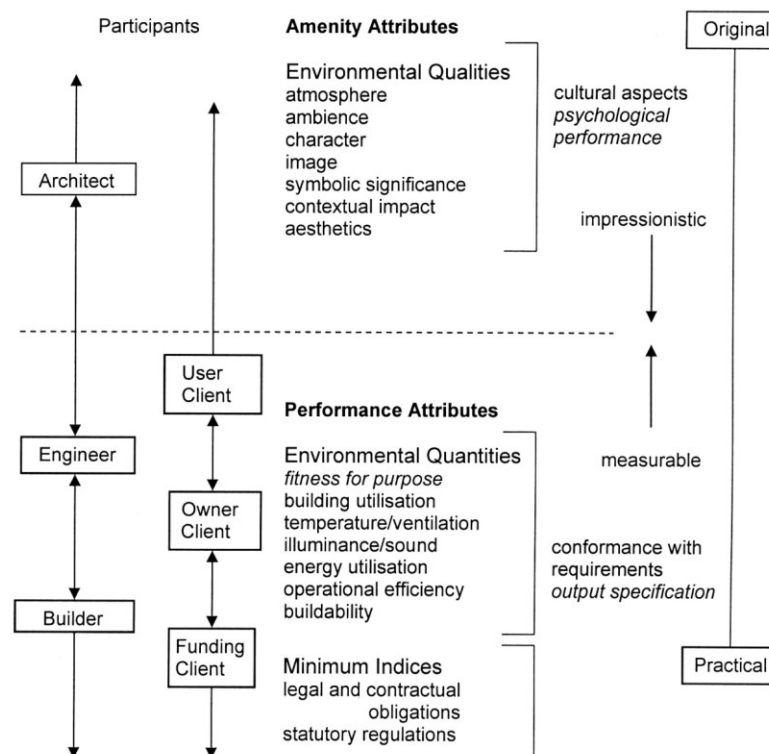 Participants
Amenity Attributes
Original
Environmental Qualities
atmosphere
ambience
character
image
symbolic significance
contextual impact
aesthetics
cultural aspects
psychological
performance
Architect
impressionistic
User
Client
Performance Attributes
Engineer
Environmental Quantities
fitness for purpose
building utilisation
temperature/ventilation
illuminance/sound
energy utilisation
operational efficiency
buildability
measurable
Owner
Client
conformance with
requirements
output specification
Builder
Funding
Client
Minimum Indices
legal and contractual
obligations
statutory regulations
Practical